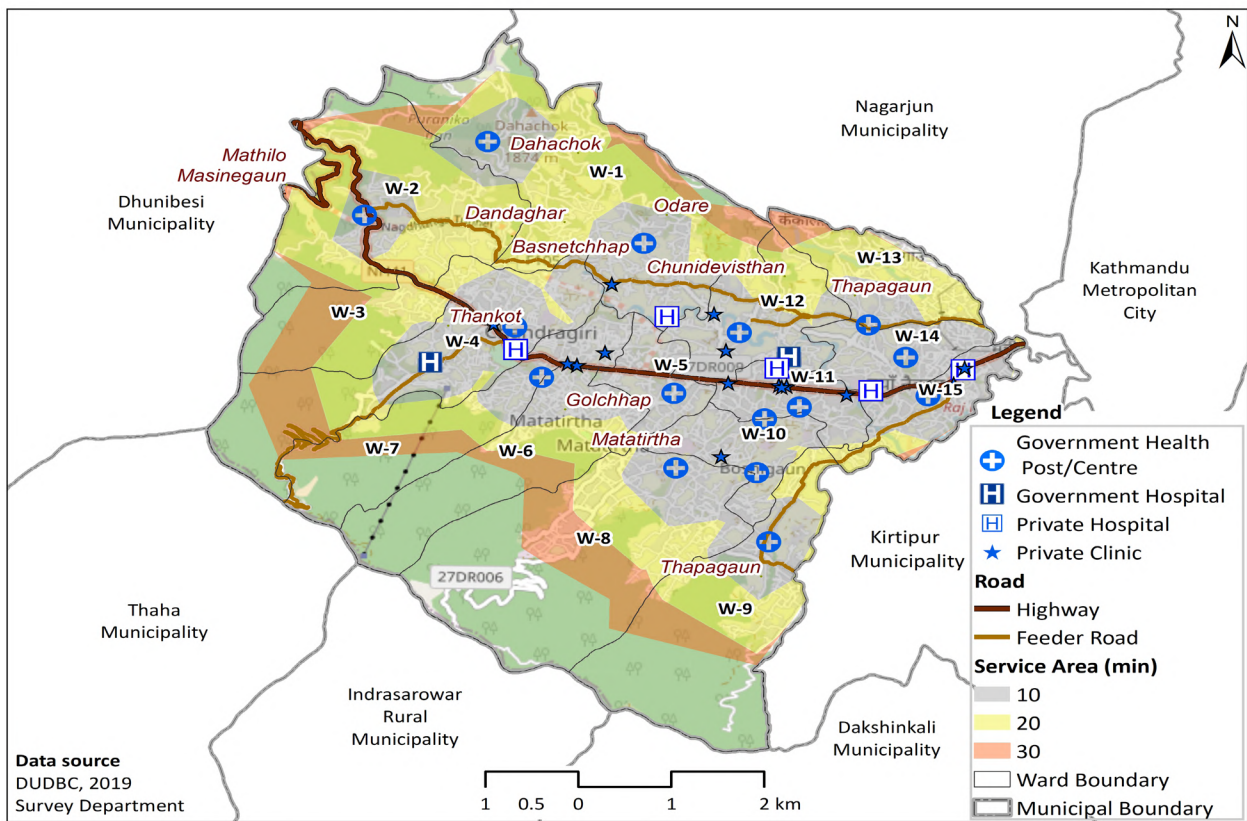 N
Nagarjun
Municipality
Dahachok
1874 m
Dahachok
Mathilo
Masinegaun
W-1
Dhunibesi
Municipality
W-2
Odare
Dandaghar
Basnetchhap
W-13
Chunidevisthan
Kathmandu
Metropolitan
City
Thapagaun
W-12
W-3
Thankot
W-4
W-14
W-5
W-11
W-15
Golchhap
Matatirtha
Matatirtha
W-10
W-7
W-6
W-8
Kirtipur
Municipality
Thapagaun
27DR006
W-9
Thaha
Municipality
Indrasarowar
Rural
Municipality
Dakshinkali
Municipality
Legend
Government Health
Post/Centre
H Government Hospital
H Private Hospital
Private Clinic
Road
Highway
Feeder Road
Service Area (min)
10
20
30
Ward Boundary
Municipal Boundary
Data source
DUDBC, 2019
Survey Department
1 0.5 0 1 2 km